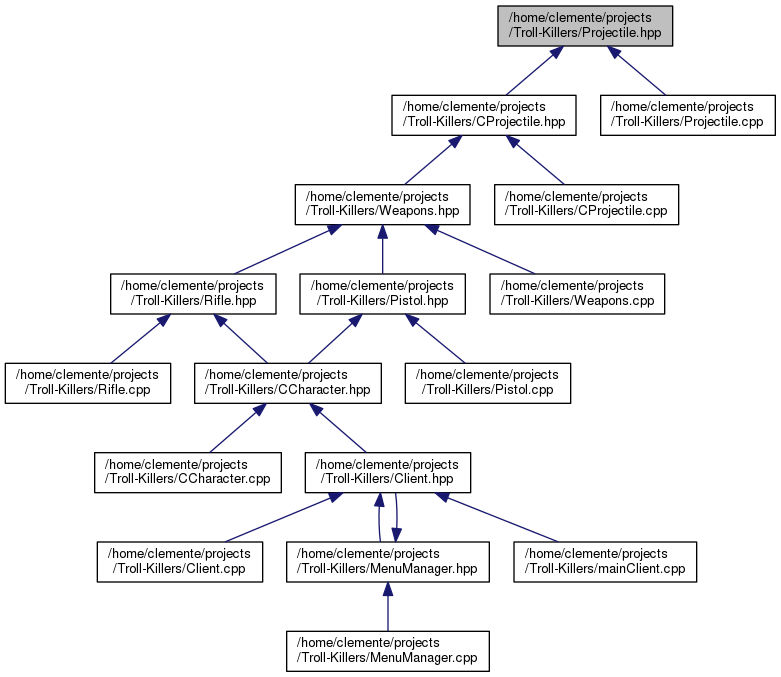 /home/clemente/projects
/Troll-Killers/Projectile.hpp
/home/clemente/projects
/Troll-Killers/CProjectile.hpp
/home/clemente/projects
/Troll-Killers/Projectile.cpp
/home/clemente/projects
/Troll-Killers/Weapons.hpp
/home/clemente/projects
/Troll-Killers/CProjectile.cpp
/home/clemente/projects
/Troll-Killers/Rifle.hpp
/home/clemente/projects
/Troll-Killers/Pistol.hpp
/home/clemente/projects
/Troll-Killers/Weapons.cpp
/home/clemente/projects
/Troll-Killers/Rifle.cpp
/home/clemente/projects
/Troll-Killers/CCharacter.hpp
/home/clemente/projects
/Troll-Killers/Pistol.cpp
/home/clemente/projects
/Troll-Killers/CCharacter.cpp
/home/clemente/projects
/Troll-Killers/Client.hpp
/home/clemente/projects
/Troll-Killers/Client.cpp
/home/clemente/projects
/Troll-Killers/MenuManager.hpp
/home/clemente/projects
/Troll-Killers/mainClient.cpp
/home/clemente/projects
/Troll-Killers/MenuManager.cpp